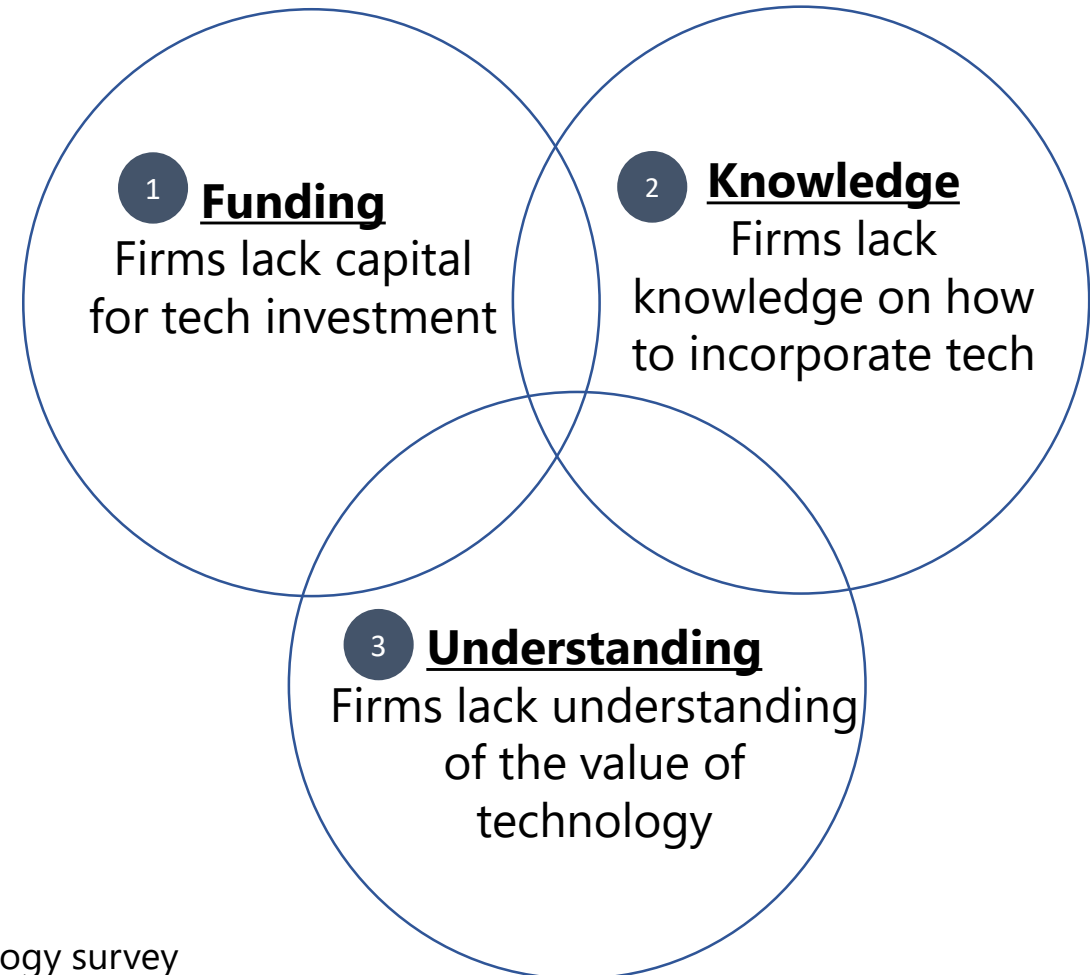 1
Funding
Firms lack capital
for tech investment
2
Knowledge
Firms lack
knowledge on how
to incorporate tech
3
Understanding
Firms lack understanding
of the value of
technology
survey